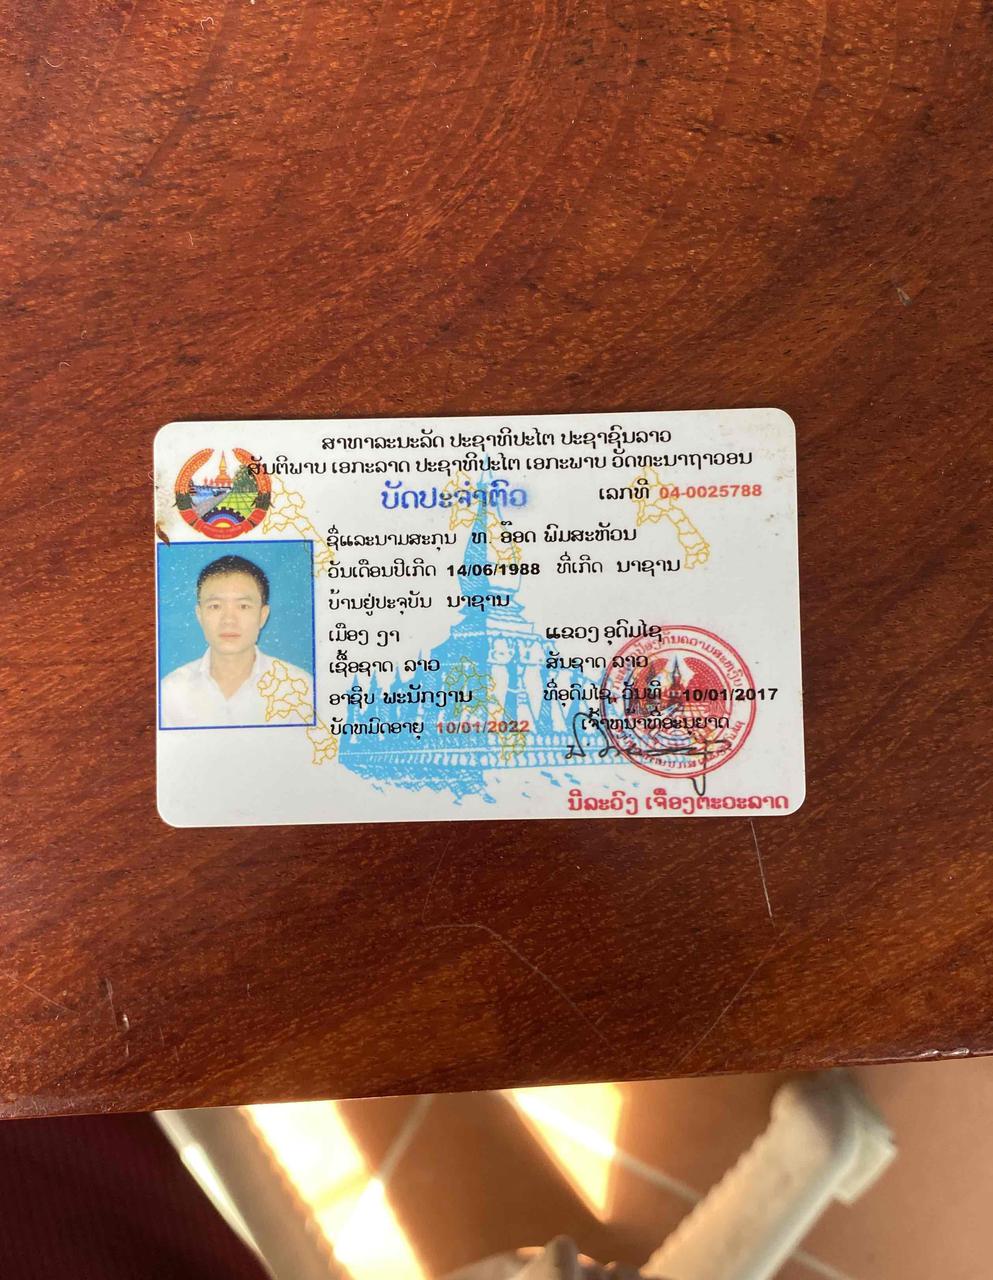 ສາທາລະນະລັດ ປະຊາທິປະໄຕ ປະຊາຊົນລາວ
ສັນຕິພາບ ເອກະລາດ ປະຊາທິປະໄຕ ເອກະພາບ ວັດທະນາຖາວອນ
ບັດປະຈຳຕົວ ເລກທີ 04-0025788
ຊື່ແລະນາມສະກຸນ ທ. ອ໊ອດ ພິມສະຫັວນ
ວັນເດືອນປີເກີດ 14/06/1988 ທີ່ເກີດ ນາຊານ
ບ້ານຢູ່ປະຈຸບັນ ນາຊານ
ເມືອງ ງາ ແຂວງ ອຸດົມໄຊ
ເຊື້ອຊາດ ລາວ ສັນຊາດ ລາວ
ອາຊີບ ພະນັກງານ ທີ່ອຸດົມໄຊ, ວັນທີ 10/01/2017
ບັດຫມົດອາຍຸ 10/01/2022 ເຈົ້າຫນ້າທີ່ອະນຸຍາດ
ນິລະວົງ ເຈື່ອງຕະວະລາດ